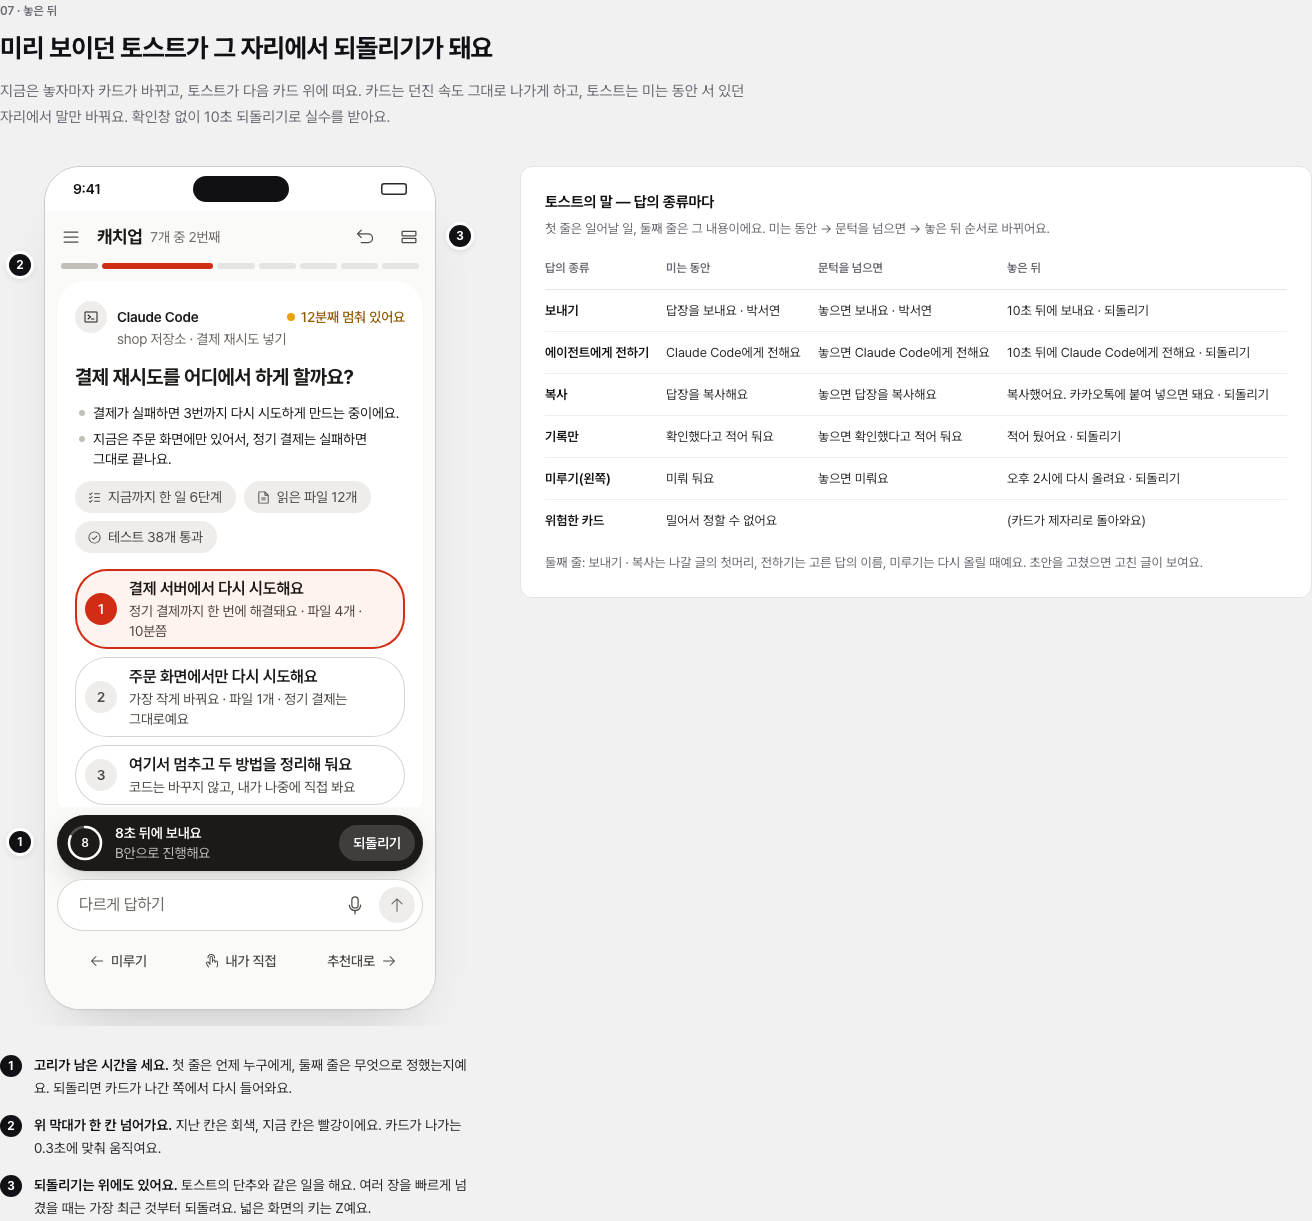 07 · 놓은 뒤
미리 보이던 토스트가 그 자리에서 되돌리기가 돼요
지금은 놓자마자 카드가 바뀌고, 토스트가 다음 카드 위에 떠요. 카드는 던진 속도 그대로 나가게 하고, 토스트는 미는 동안 서 있던
자리에서 말만 바꿔요. 확인창 없이 10초 되돌리기로 실수를 받아요.
9:41
캐치업 7개 중 2번째
3
2
Claude Code
12분째 멈춰 있어요
shop 저장소 · 결제 재시도 넣기
결제 재시도를 어디에서 하게 할까요?
결제가 실패하면 3번까지 다시 시도하게 만드는 중이에요.
지금은 주문 화면에만 있어서, 정기 결제는 실패하면
그대로 끝나요.
지금까지 한 일 6단계
읽은 파일 12개
테스트 38개 통과
1
결제 서버에서 다시 시도해요
정기 결제까지 한 번에 해결돼요 · 파일 4개 ·
10분쯤
2
주문 화면에서만 다시 시도해요
가장 작게 바꿔요 · 파일 1개 · 정기 결제는
그대로예요
3
여기서 멈추고 두 방법을 정리해 둬요
코드는 바꾸지 않고, 내가 나중에 직접 봐요
1
8
8초 뒤에 보내요
B안으로 진행해요
되돌리기
다르게 답하기
← 미루기
내가 직접
추천대로 →
1 고리가 남은 시간을 세요. 첫 줄은 언제 누구에게, 둘째 줄은 무엇으로 정했는지예
요. 되돌리면 카드가 나간 쪽에서 다시 들어와요.
2 위 막대가 한 칸 넘어가요. 지난 칸은 회색, 지금 칸은 빨강이에요. 카드가 나가는
0.3초에 맞춰 움직여요.
3 되돌리기는 위에도 있어요. 토스트의 단추와 같은 일을 해요. 여러 장을 빠르게 넘
겼을 때는 가장 최근 것부터 되돌려요. 넓은 화면의 키는 Z예요.
토스트의 말 — 답의 종류마다
첫 줄은 일어날 일, 둘째 줄은 그 내용이에요. 미는 동안 → 문턱을 넘으면 → 놓은 뒤 순서로 바뀌어요.
답의 종류 미는 동안 문턱을 넘으면 놓은 뒤
보내기 답장을 보내요 · 박서연 놓으면 보내요 · 박서연 10초 뒤에 보내요 · 되돌리기
에이전트에게 전하기 Claude Code에게 전해요 놓으면 Claude Code에게 전해요 10초 뒤에 Claude Code에게 전해요 · 되돌리기
복사 답장을 복사해요 놓으면 답장을 복사해요 복사했어요. 카카오톡에 붙여 넣으면 돼요 · 되돌리기
기록만 확인했다고 적어 둬요 놓으면 확인했다고 적어 둬요 적어 뒀어요 · 되돌리기
미루기(왼쪽) 미뤄 둬요 놓으면 미뤄요 오후 2시에 다시 올려요 · 되돌리기
위험한 카드 밀어서 정할 수 없어요 (카드가 제자리로 돌아와요)
둘째 줄: 보내기 · 복사는 나갈 글의 첫머리, 전하기는 고른 답의 이름, 미루기는 다시 올릴 때예요. 초안을 고쳤으면 고친 글이 보여요.